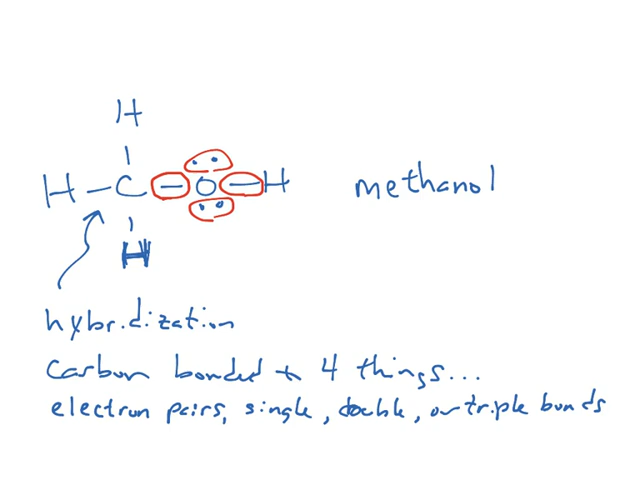 H
H – C – O – H methanol
H
hybridization
carbon bonded to 4 things...
electron pairs, single, double, or triple bonds